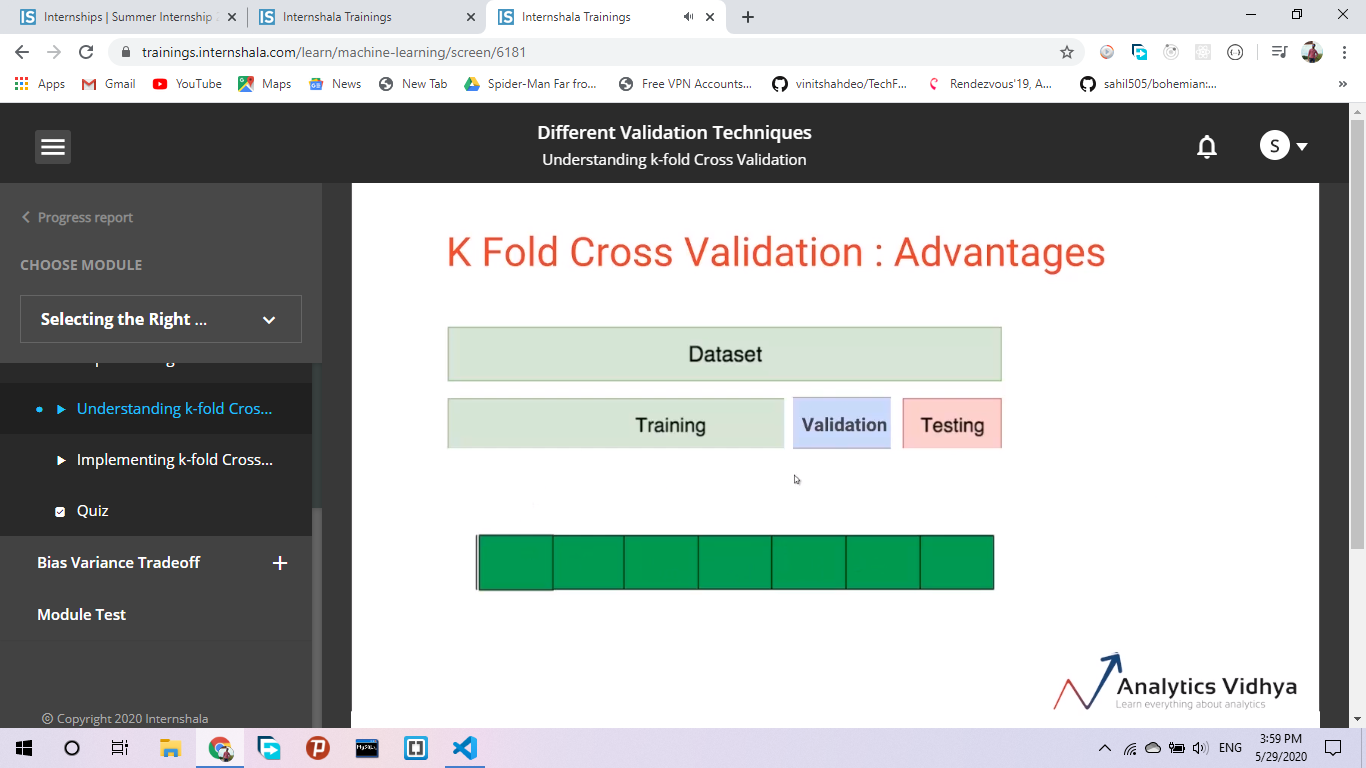 Internships | Summer Internship
Internshala Trainings
Internshala Trainings
trainings.internshala.com/learn/machine-learning/screen/6181
Apps
Gmail
YouTube
Maps
News
New Tab
Spider-Man Far fro...
Free VPN Accounts...
vinitshahdeo/TechF...
Rendezvous'19, A...
sahil505/bohemian:...
»
Different Validation Techniques
Understanding k-fold Cross Validation
S
Progress report
CHOOSE MODULE
Selecting the Right ...
Understanding k-fold Cros...
Implementing k-fold Cross...
Quiz
Bias Variance Tradeoff
Module Test
© Copyright 2020 Internshala
K Fold Cross Validation : Advantages
Dataset
Training
Validation
Testing
Analytics Vidhya
Learn everything about analytics
ENG
3:59 PM
5/29/2020